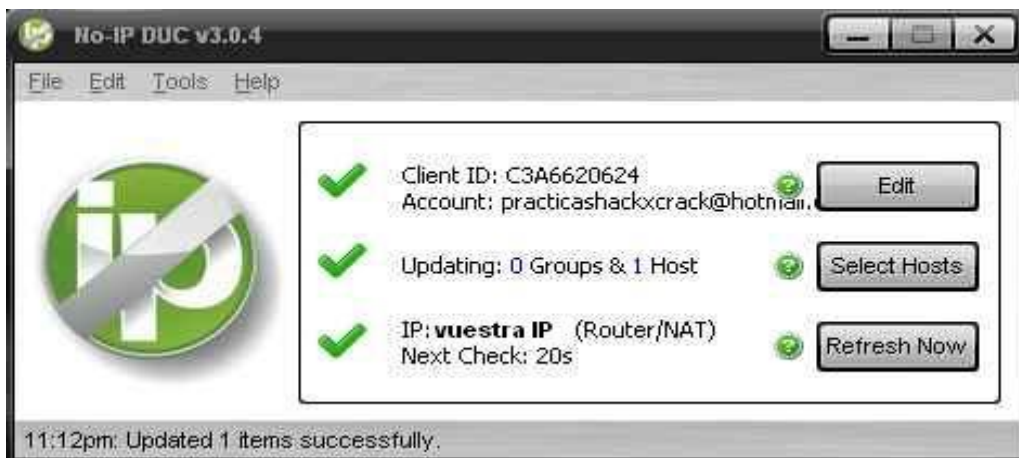 No-IP DUC v3.0.4
File Edit Tools Help
ip
Client ID: C3A6620624
Account: practicashackxcrack@hotmail.
Edit
Updating: 0 Groups & 1 Host
Select Hosts
IP: vuestra IP (Router/NAT)
Next Check: 20s
Refresh Now
11:12pm: Updated 1 items successfully.